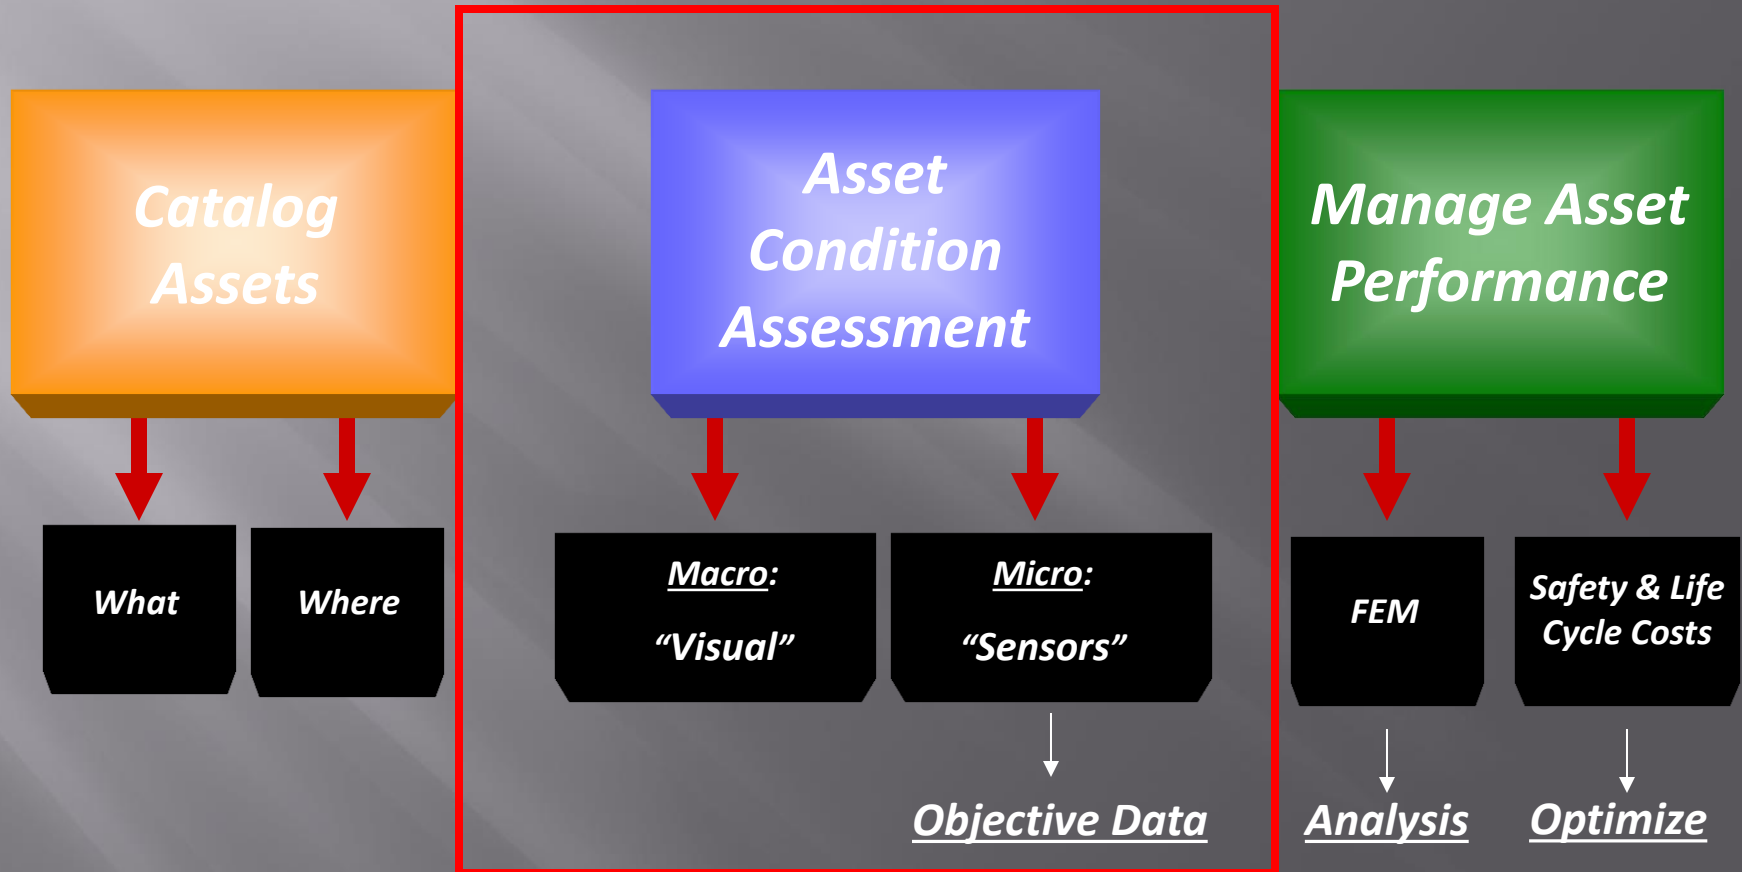 Catalog
Assets
Asset
Condition
Assessment
Manage Asset
Performance
What
Where
Macro:
“Visual”
Micro:
“Sensors”
FEM
Safety & Life
Cycle Costs
Objective Data
Analysis
Optimize